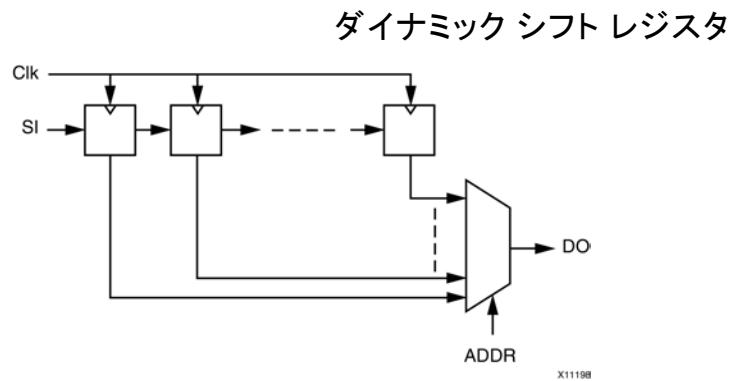 ダイナミック シフト レジスタ
Clk
SI
DO
ADDR
X11198